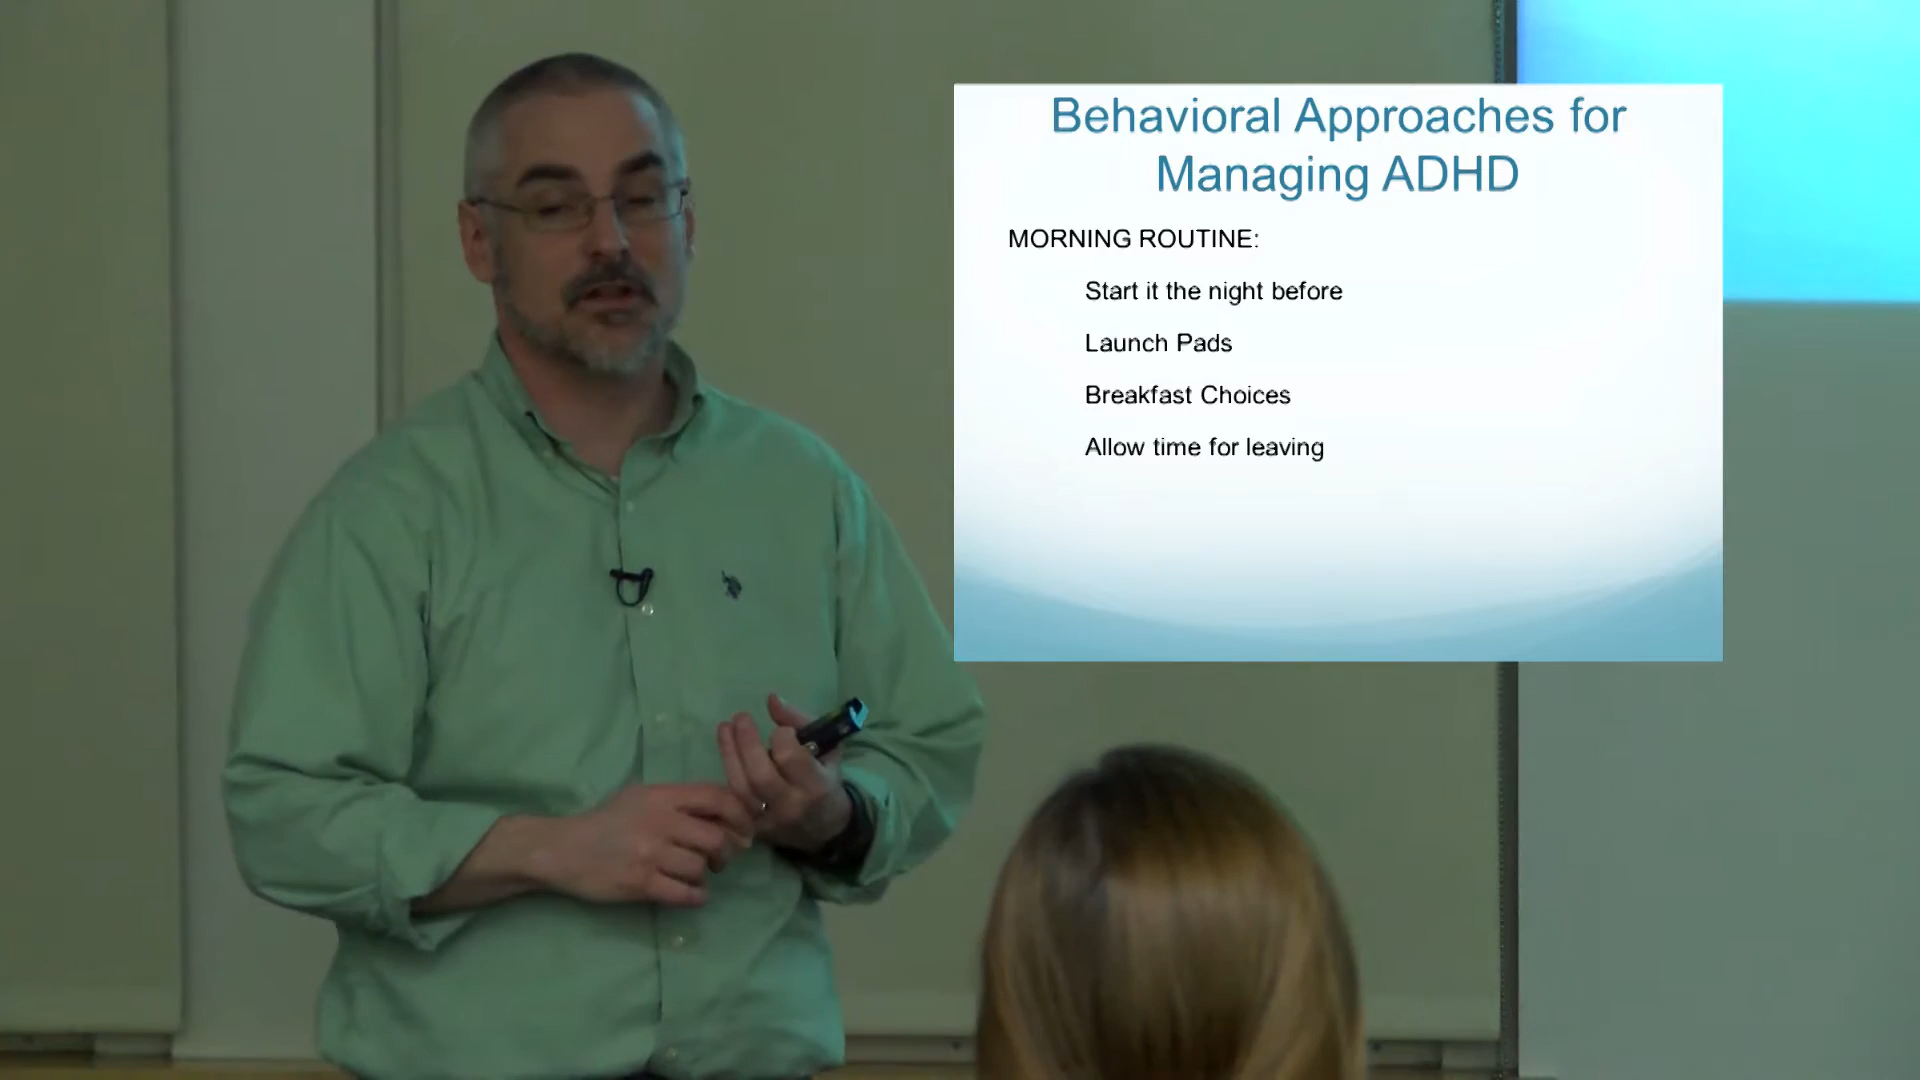 Behavioral Approaches for
Managing ADHD
MORNING ROUTINE:
Start it the night before
Launch Pads
Breakfast Choices
Allow time for leaving